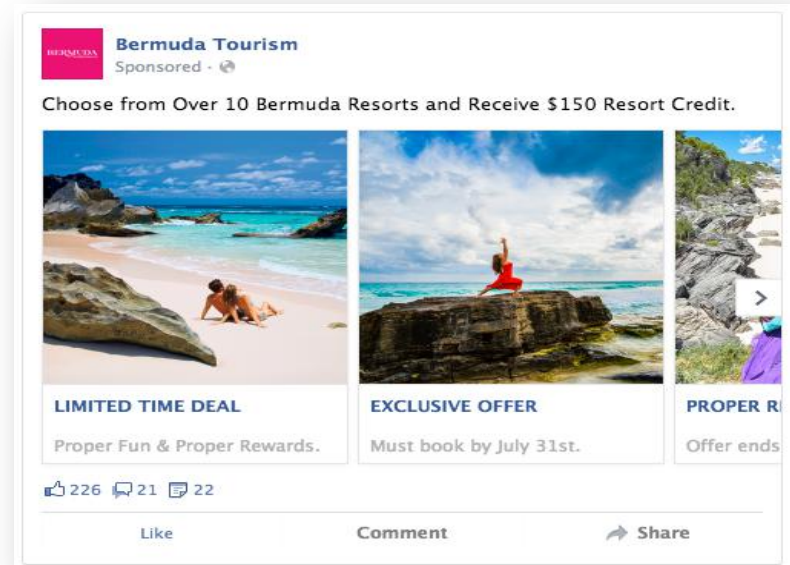 BERMUDA
Bermuda Tourism
Sponsored ·
Choose from Over 10 Bermuda Resorts and Receive $150 Resort Credit.
LIMITED TIME DEAL
Proper Fun & Proper Rewards.
EXCLUSIVE OFFER
Must book by July 31st.
PROPER R
Offer ends
226 21 22
Like Comment Share